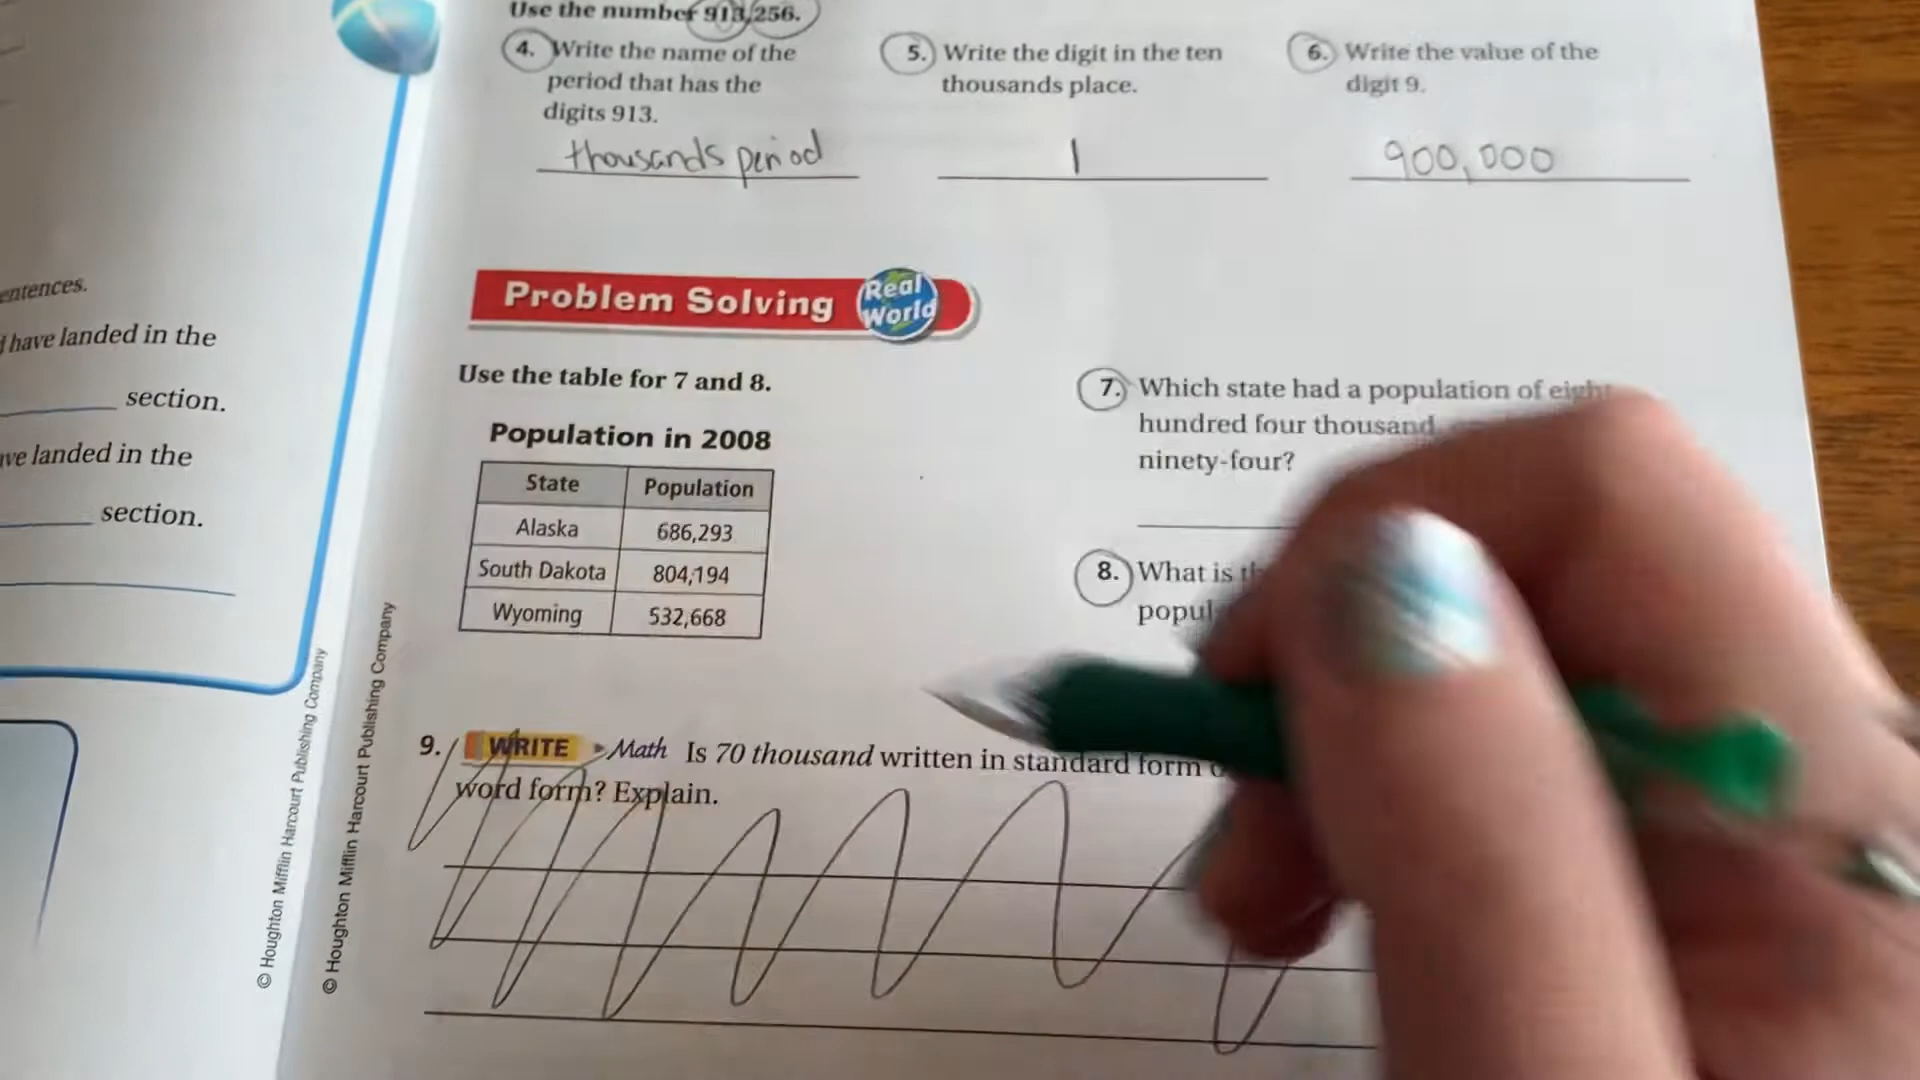 Use the number 913,256.
4. Write the name of the
period that has the
digits 913.
thousands period
5. Write the digit in the ten
thousands place.
1
6. Write the value of the
digit 9.
900,000
entences.
have landed in the
section.
ve landed in the
section.
Problem Solving Real World
Use the table for 7 and 8.
Population in 2008
State Population
Alaska 686,293
South Dakota 804,194
Wyoming 532,668
7. Which state had a population of
hundred four thousand
ninety-four?
8. What is
9. WRITE Math Is 70 thousand written in standard form
word form? Explain.
© Houghton Mifflin Harcourt Publishing Company
© Houghton Mifflin Harcourt Publishing Company